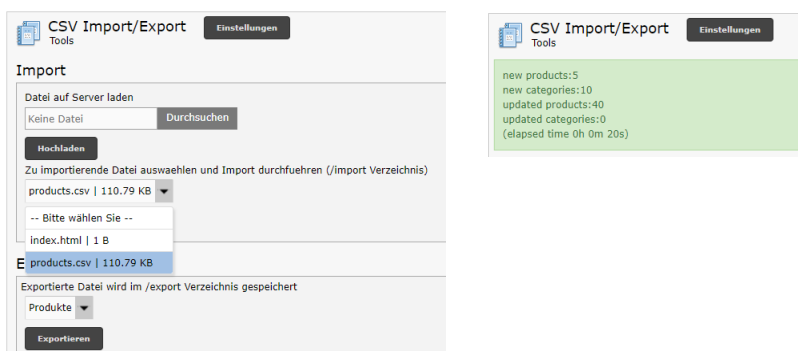 CSV Import/Export
Einstellungen
Tools
Import
Datei auf Server laden
Keine Datei
Durchsuchen
Hochladen
Zu importierende Datei auswaehlen und Import durchfuehren (/import Verzeichnis)
products.csv | 110.79 KB
-- Bitte wählen Sie --
index.html | 1 B
products.csv | 110.79 KB
E
Exportierte Datei wird im /export Verzeichnis gespeichert
Produkte
Exportieren
CSV Import/Export
Einstellungen
Tools
new products:5
new categories:10
updated products:40
updated categories:0
(elapsed time 0h 0m 20s)